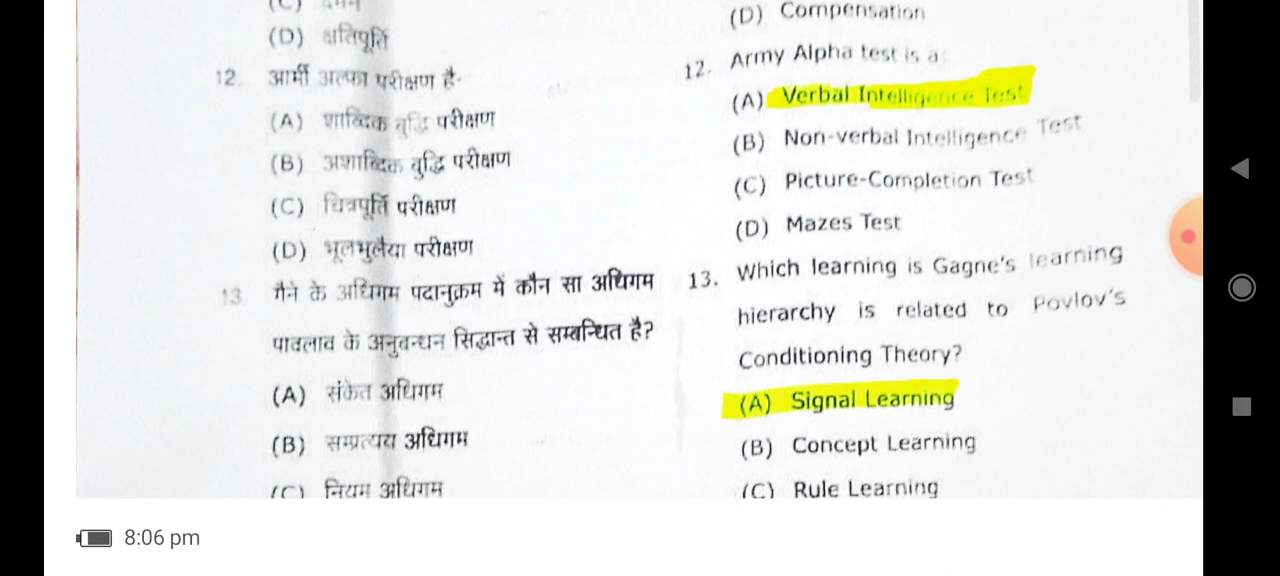 (D) क्षतिपूर्ति
12. आर्मी अल्फा परीक्षण है-
(A) शाब्दिक बुद्धि परीक्षण
(B) अशाब्दिक बुद्धि परीक्षण
(C) चित्रपूर्ति परीक्षण
(D) भूलभुलैया परीक्षण
13. गैने के अधिगम पदानुक्रम में कौन सा अधिगम
पावलाव के अनुबन्धन सिद्धान्त से सम्बन्धित है?
(A) संकेत अधिगम
(B) सम्प्रत्यय अधिगम
(C) नियम अधिगम
(D) Compensation
12. Army Alpha test is a:
(A) Verbal Intelligence Test
(B) Non-verbal Intelligence Test
(C) Picture-Completion Test
(D) Mazes Test
13. Which learning is Gagne's learning
hierarchy is related to Povlov's
Conditioning Theory?
(A) Signal Learning
(B) Concept Learning
(C) Rule Learning
8:06 pm